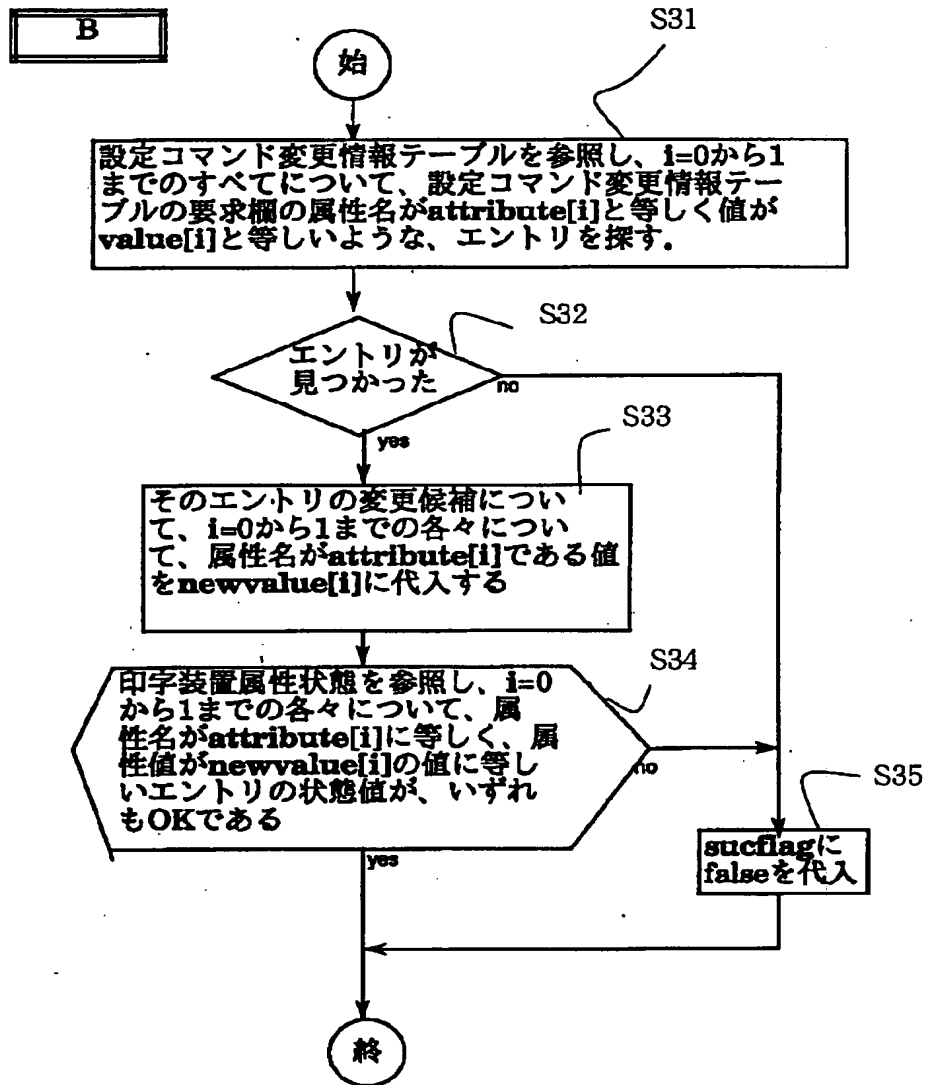 B
始
S31
設定コマンド変更情報テーブルを参照し、i=0から1
までのすべてについて、設定コマンド変更情報テー
ブルの要求欄の属性名がattribute[i]と等しく値が
value[i]と等しいような、エントリを探す.
S32
エントリが
見つかった
no
yes
S33
そのエントリの変更候補につい
て、i=0から1までの各々につい
て、属性名がattribute[i]である値
をnewvalue[i]に代入する
S34
印字装置属性状態を参照し、i=0
から1までの各々について、属
性名がattribute[i]に等しく、属
性値がnewvalue[i]の値に等し
いエントリの状態値が、いずれ
もOKである
no
yes
S35
sucflagに
falseを代入
終